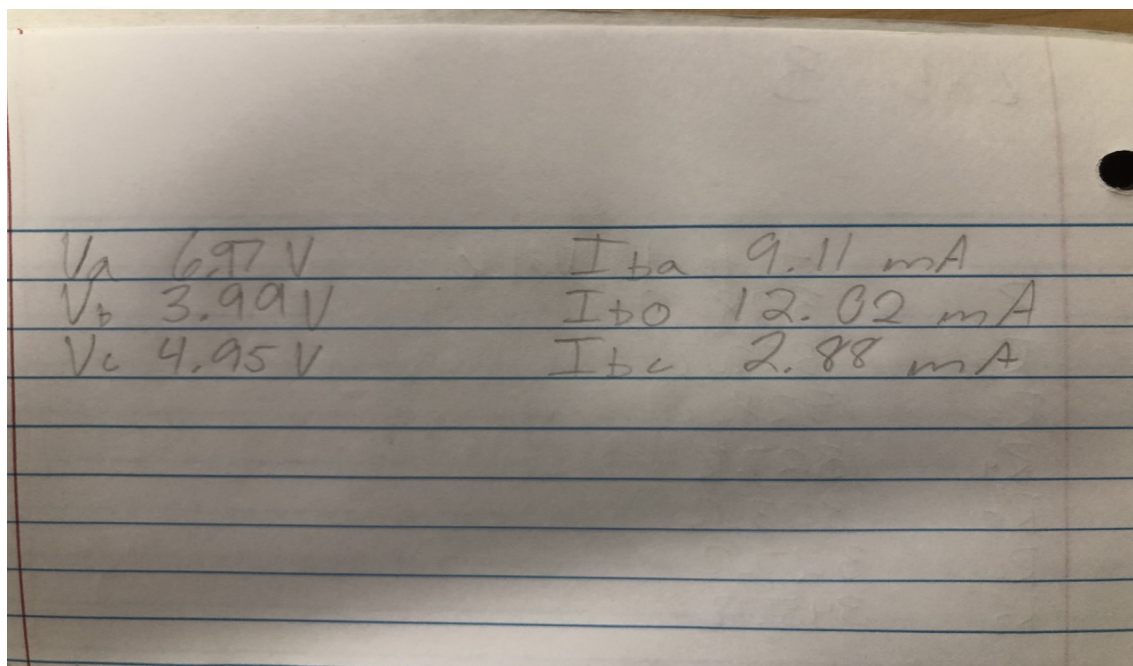 Va 6.97 V Iba 9.11 mA
Vb 3.99 V Ibo 12.02 mA
Vc 4.95 V Ibc 2.88 mA